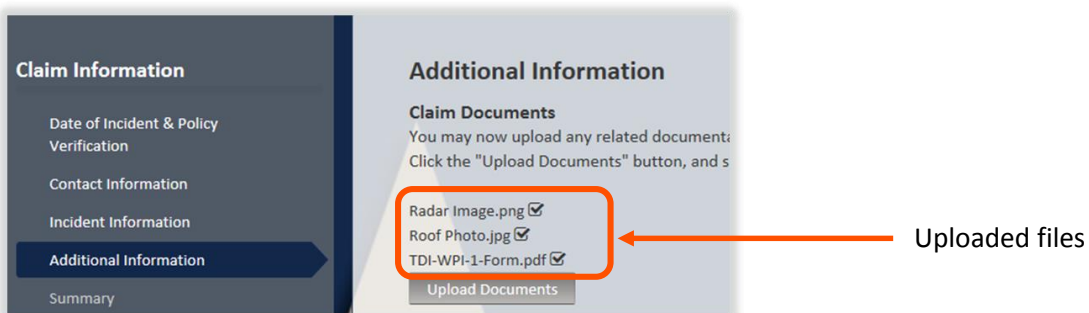 Claim Information
Date of Incident & Policy
Verification
Contact Information
Incident Information
Additional Information
Summary
Additional Information
Claim Documents
You may now upload any related documenta
Click the "Upload Documents" button, and s
Radar Image.png
Roof Photo.jpg
TDI-WPI-1-Form.pdf
Upload Documents
Uploaded files